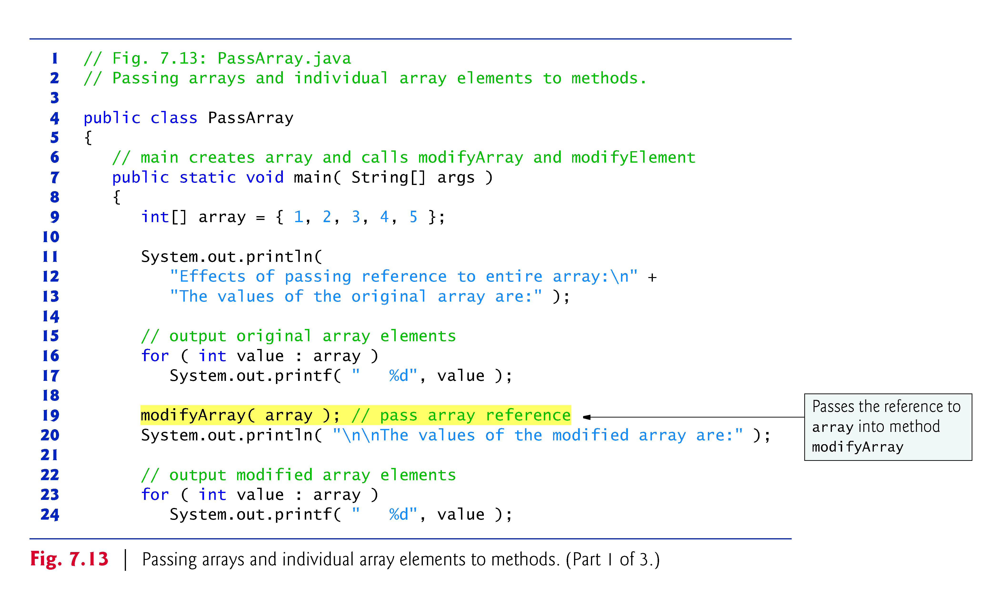 1 // Fig. 7.13: PassArray.java
2 // Passing arrays and individual array elements to methods.
3
4 public class PassArray
5 {
6    // main creates array and calls modifyArray and modifyElement
7    public static void main( String[] args )
8    {
9       int[] array = { 1, 2, 3, 4, 5 };
10
11       System.out.println(
12          "Effects of passing reference to entire array:\n" +
13          "The values of the original array are:" );
14
15       // output original array elements
16       for ( int value : array )
17          System.out.printf( "   %d", value );
18
19       modifyArray( array ); // pass array reference
20       System.out.println( "\n\nThe values of the modified array are:" );
21
22       // output modified array elements
23       for ( int value : array )
24          System.out.printf( "   %d", value );
Passes the reference to
array into method
modifyArray
Fig. 7.13 | Passing arrays and individual array elements to methods. (Part 1 of 3.)